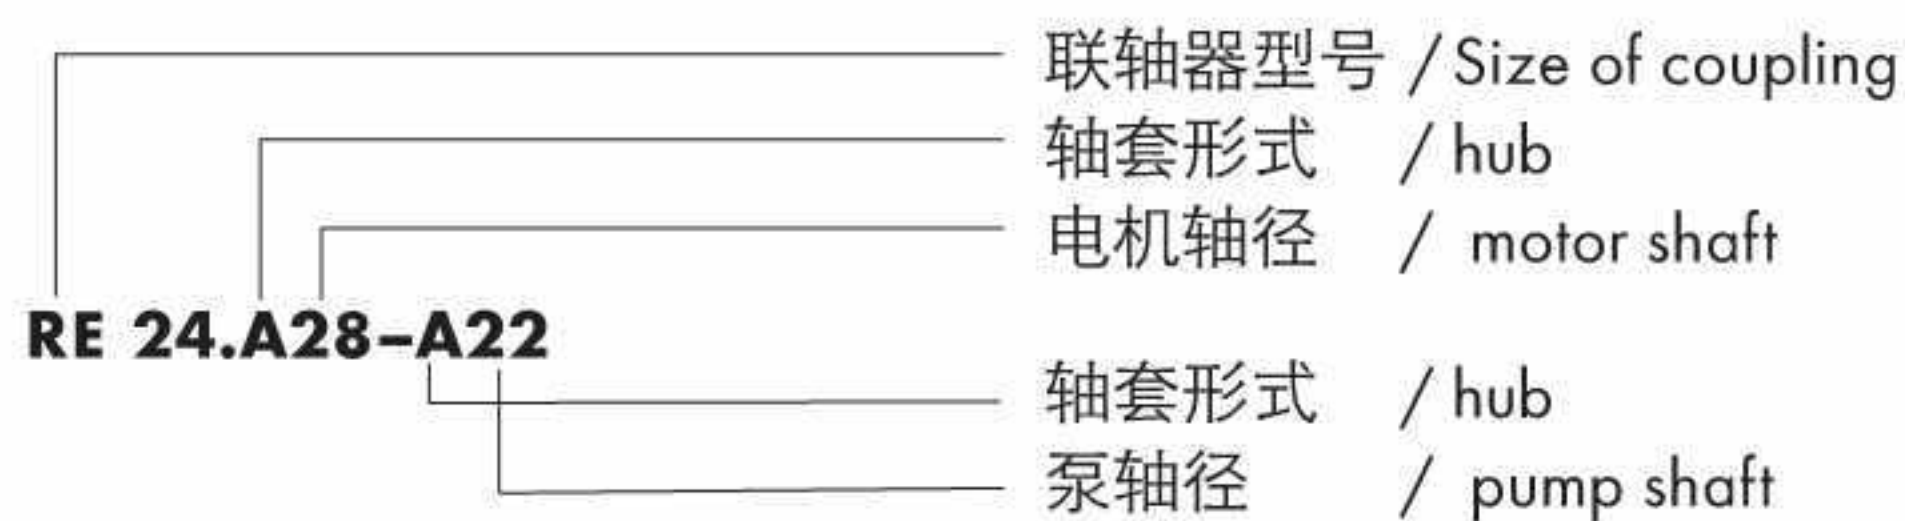 联轴器型号 / Size of coupling
轴套形式 / hub
电机轴径 / motor shaft
RE 24.A28-A22
轴套形式 / hub
泵轴径 / pump shaft